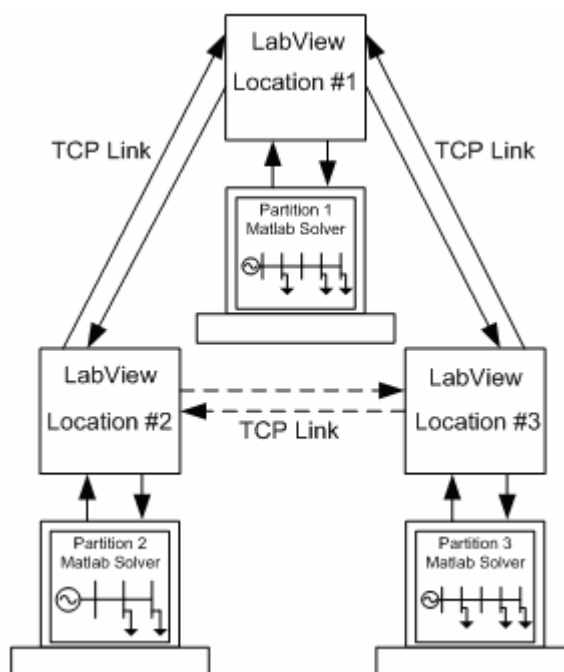 LabView
Location #1
TCP Link
TCP Link
Partition 1
Matlab Solver
LabView
Location #2
LabView
Location #3
TCP Link
Partition 2
Matlab Solver
Partition 3
Matlab Solver